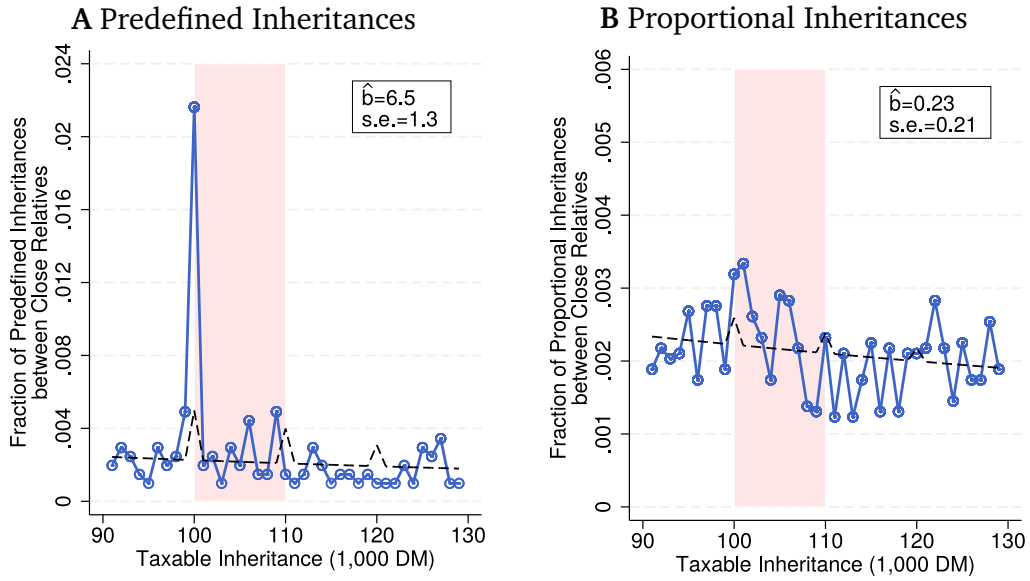 A Predefined Inheritances
Fraction of Predefined Inheritances
between Close Relatives
.024
.02
.016
.012
.008
.004
0
b̂=6.5
s.e.=1.3
90 100 110 120 130
Taxable Inheritance (1,000 DM)
B Proportional Inheritances
Fraction of Proportional Inheritances
between Close Relatives
.006
.005
.004
.003
.002
.001
0
b̂=0.23
s.e.=0.21
90 100 110 120 130
Taxable Inheritance (1,000 DM)